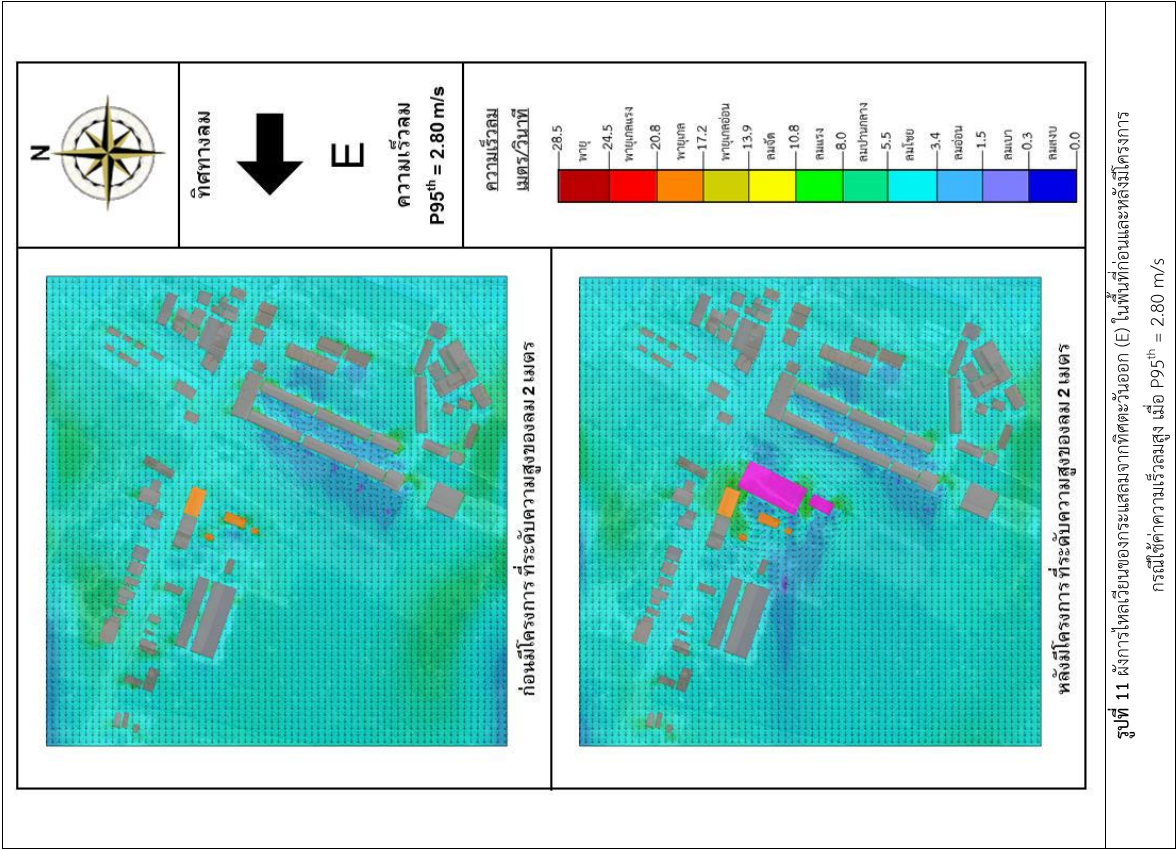 N
ทิศทางลม
E
ความเร็วลม
P95th = 2.80 m/s
ความเร็วลม
เมตร/วินาที
28.5
พายุ
24.5
พายุเกลแรง
20.8
พายุเกล
17.2
พายุเกลอ่อน
13.9
ลมจัด
10.8
ลมแรง
8.0
ลมปานกลาง
5.5
ลมโชย
3.4
ลมอ่อน
1.5
ลมเบา
0.3
ลมสงบ
0.0
ก่อนมีโครงการ ที่ระดับความสูงของลม 2 เมตร
หลังมีโครงการ ที่ระดับความสูงของลม 2 เมตร
รูปที่ 11 ผังการไหลเวียนของกระแสลมจากทิศตะวันออก (E) ในพื้นที่ก่อนและหลังมีโครงการ
กรณีใช้ค่าความเร็วลมสูง เมื่อ P95th = 2.80 m/s